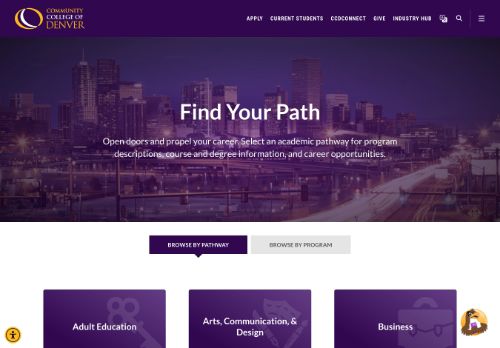 COMMUNITY
COLLEGE OF
DENVER
APPLY CURRENT STUDENTS CCDCONNECT GIVE INDUSTRY HUB
Find Your Path
Open doors and propel your career. Select an academic pathway for program
descriptions, course and degree information, and career opportunities.
BROWSE BY PATHWAY BROWSE BY PROGRAM
Adult Education
Arts, Communication, &
Design
Business